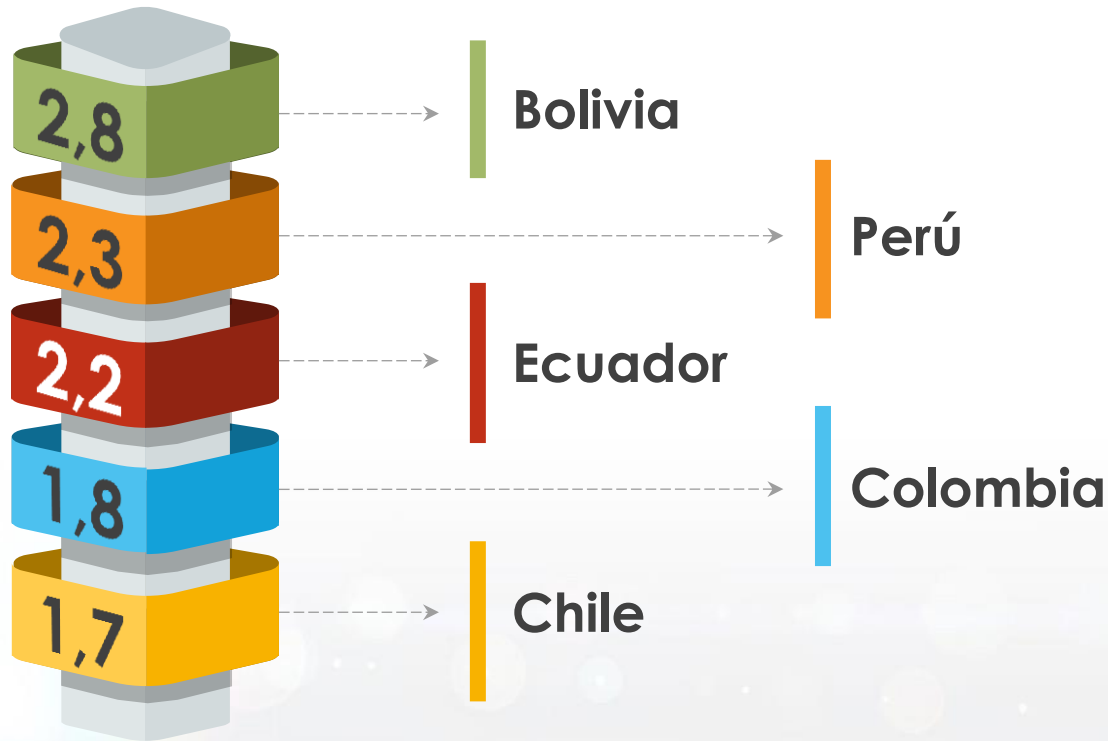 2,8
Bolivia
2,3
Perú
2,2
Ecuador
1,8
Colombia
1,7
Chile